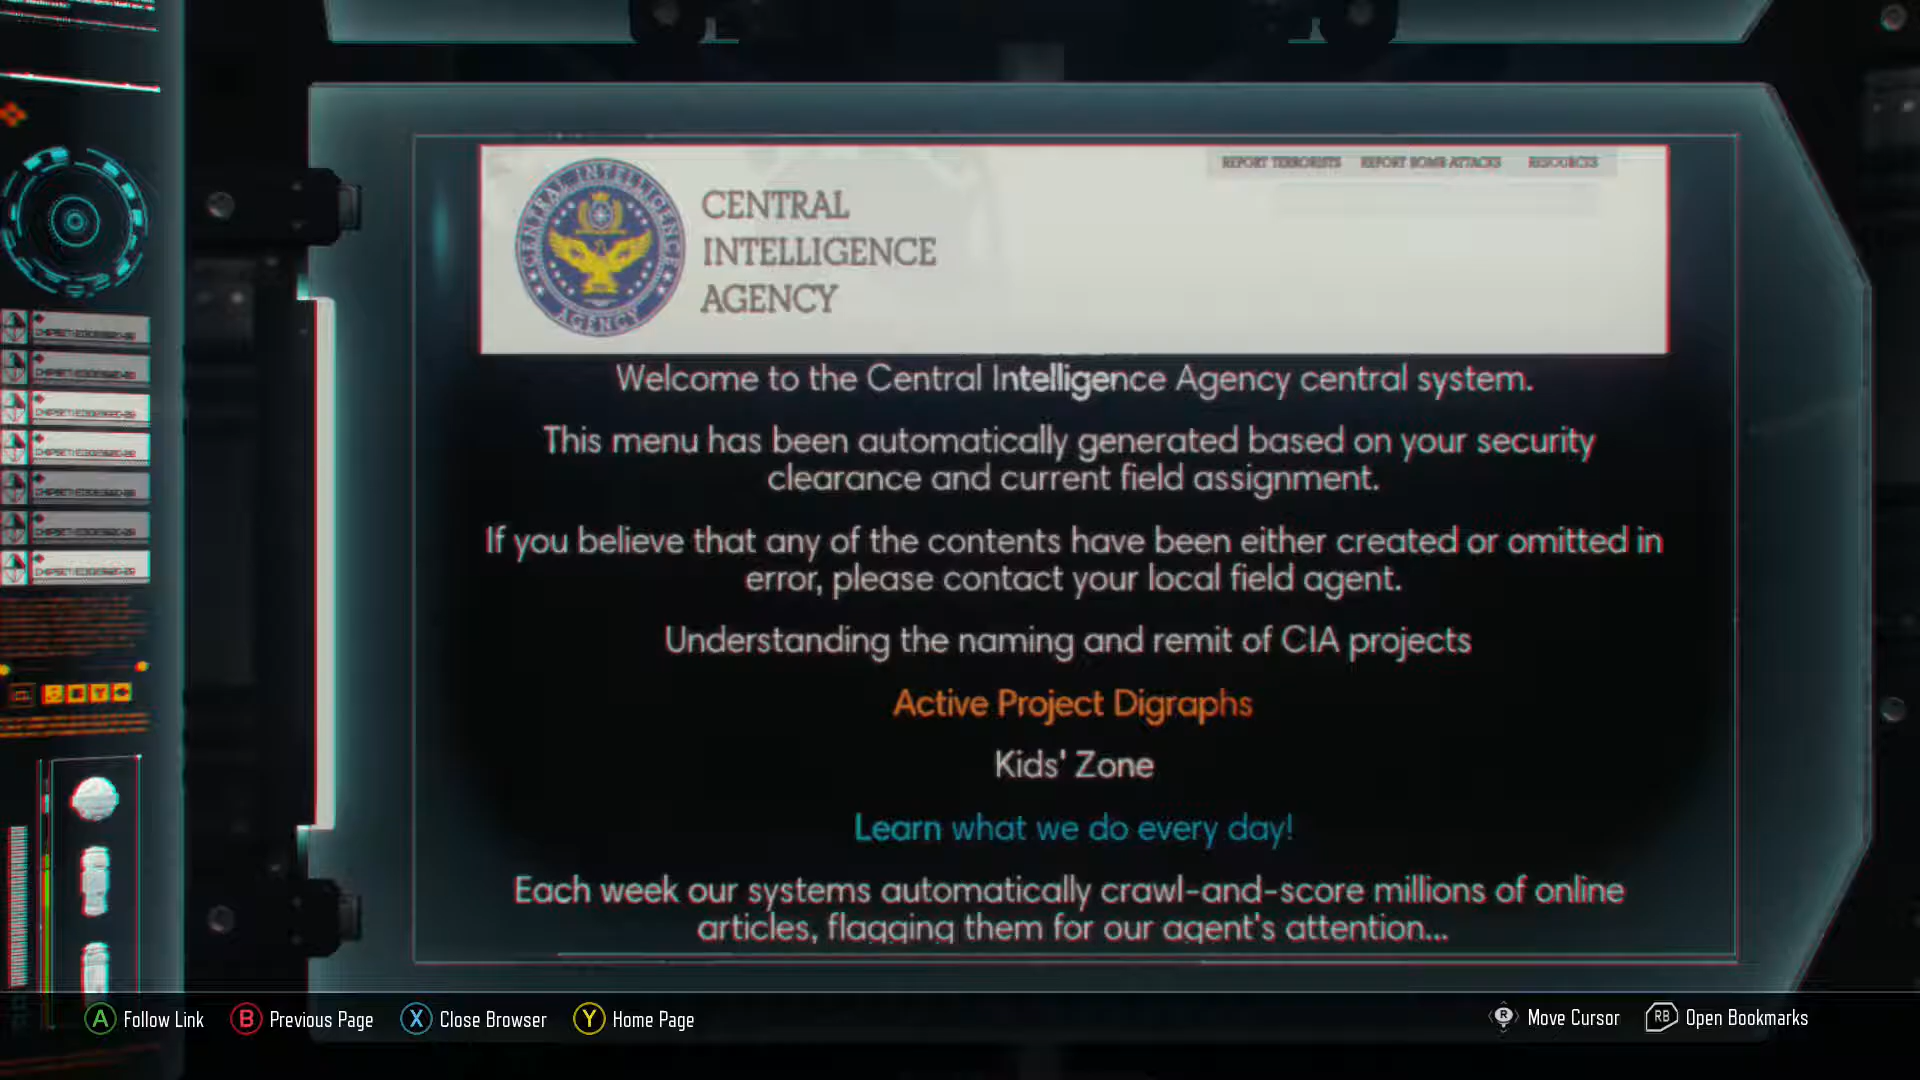 REPORT TERRORISTS REPORT BOMB ATTACKS RESOURCES
CENTRAL INTELLIGENCE AGENCY
CENTRAL
INTELLIGENCE
AGENCY
Welcome to the Central Intelligence Agency central system.
This menu has been automatically generated based on your security
clearance and current field assignment.
If you believe that any of the contents have been either created or omitted in
error, please contact your local field agent.
Understanding the naming and remit of CIA projects
Active Project Digraphs
Kids' Zone
Learn what we do every day!
Each week our systems automatically crawl-and-score millions of online
articles, flagging them for our agent's attention...
A Follow Link B Previous Page X Close Browser Y Home Page R Move Cursor RB Open Bookmarks